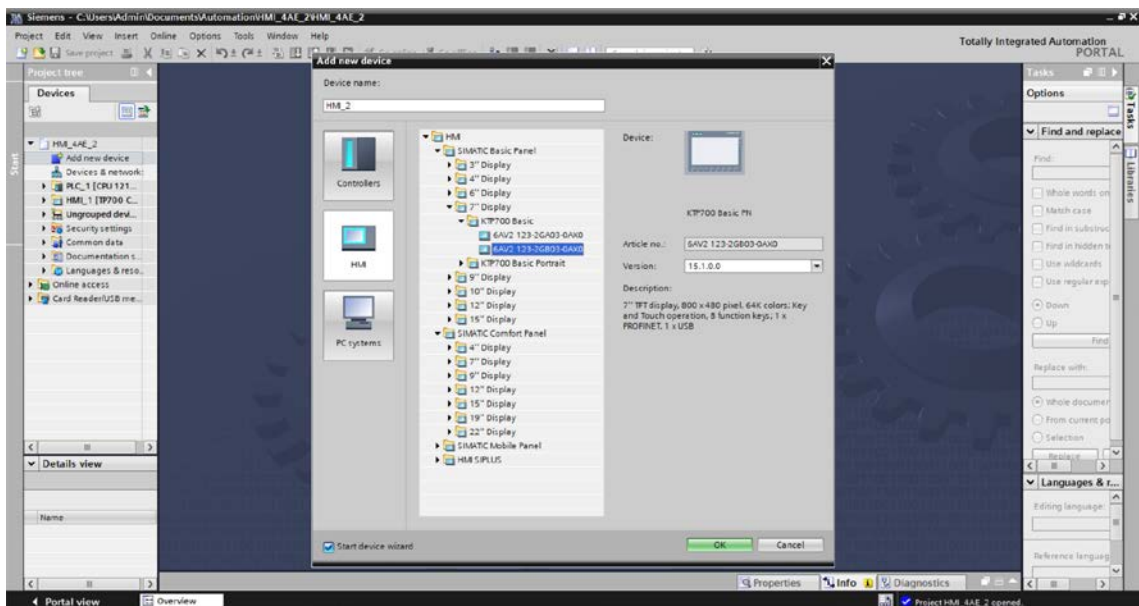 Siemens - C:\Users\Admin\Documents\Automation\HMI_4AE_2\HMI_4AE_2
Project Edit View Insert Online Options Tools Window Help
Totally Integrated Automation
PORTAL
Save project
Project tree
Devices
HMI_4AE_2
Add new device
Devices & network
PLC_1 [CPU 121...
HMI_1 [TP700 C...
Ungrouped devi...
Security settings
Common data
Documentation s...
Languages & reso...
Online access
Card Reader/USB me...
Details view
Name
Start
Add new device
Device name:
HMI_2
Controllers
HMI
PC systems
HMI
SIMATIC Basic Panel
3" Display
4" Display
6" Display
7" Display
KTP700 Basic
6AV2 123-2GA03-0AX0
6AV2 123-2GB03-0AX0
KTP700 Basic Portrait
9" Display
10" Display
12" Display
15" Display
SIMATIC Comfort Panel
4" Display
7" Display
9" Display
12" Display
15" Display
19" Display
22" Display
SIMATIC Mobile Panel
HMI SIPLUS
Device:
KTP700 Basic PN
Article no.: 6AV2 123-2GB03-0AX0
Version: 15.1.0.0
Description:
7'' TFT display, 800 x 480 pixel, 64K colors; Key
and Touch operation, 8 function keys; 1 x
PROFINET, 1 x USB
Start device wizard
OK Cancel
Tasks
Options
Find and replace
Find:
Whole words on
Match case
Find in substruc
Find in hidden t
Use wildcards
Use regular exp
Down
Up
Find
Replace with:
Whole documen
From current po
Selection
Replace
Languages & r...
Editing language:
Reference languag
Tasks
Libraries
Properties Info Diagnostics
Portal view Overview
Project HMI_4AE_2 opened.